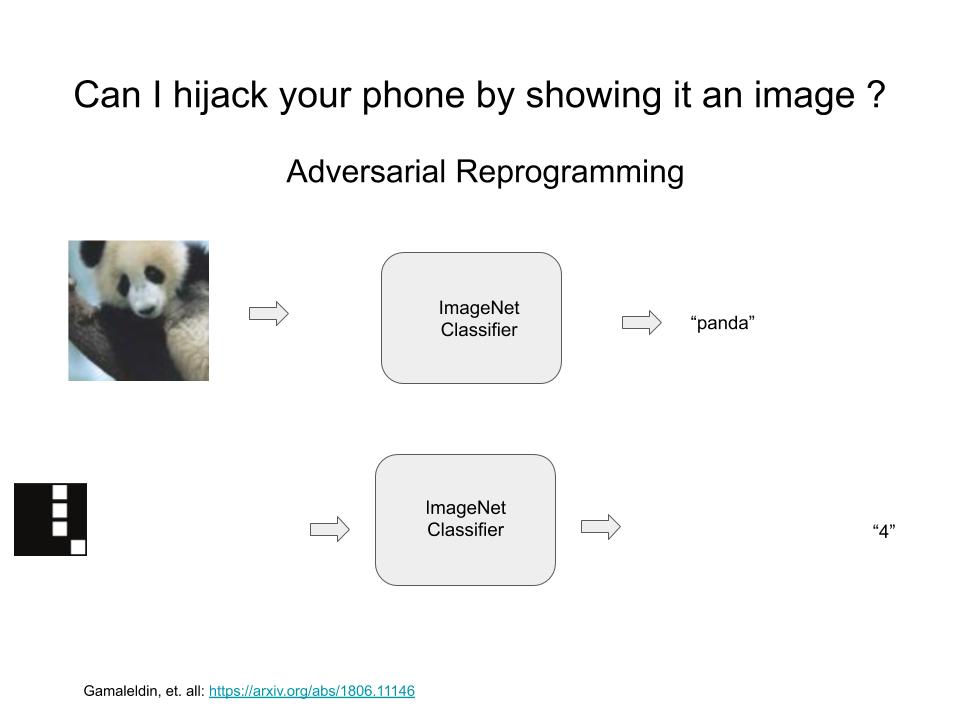 Can I hijack your phone by showing it an image ?
Adversarial Reprogramming
ImageNet
Classifier
“panda”
ImageNet
Classifier
“4”
Gamaleldin, et. all: https://arxiv.org/abs/1806.11146